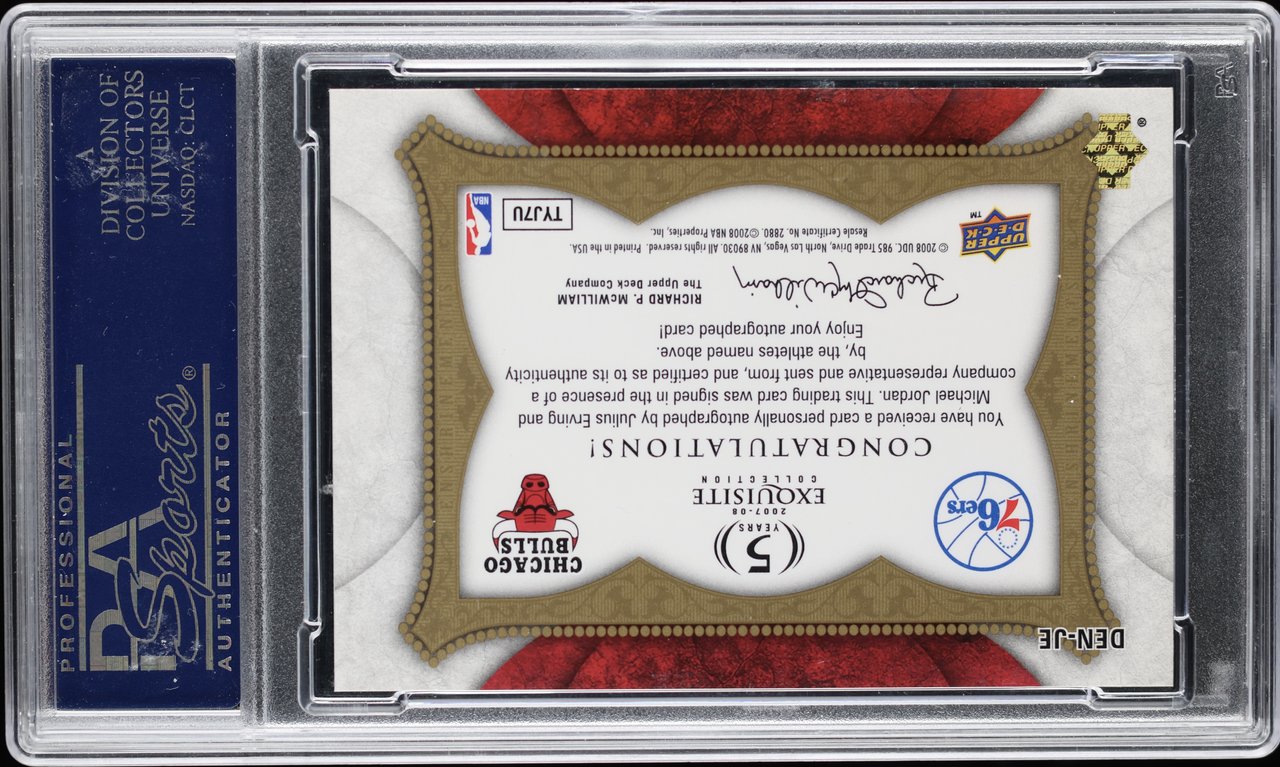 A
DIVISION OF
COLLECTORS
UNIVERSE
NASDAQ: CLCT
PROFESSIONAL
PSA
Sports®
AUTHENTICATOR
DEN-JE
(5)
YEARS
2007-08
EXQUISITE
COLLECTION
76ers
CHICAGO
BULLS
CONGRATULATIONS!
You have received a card personally autographed by Julius Erving and
Michael Jordan. This trading card was signed in the presence of a
company representative and sent from, and certified as to its authenticity
by, the athletes named above.
Enjoy your autographed card!
Richard P. McWilliam
RICHARD P. McWILLIAM
The Upper Deck Company
© 2008 UDC, 985 Trade Drive, North Las Vegas, NV 89030. All rights reserved. Printed in the USA.
Resale Certificate No. 2880. ©2008 NBA Properties, Inc.
UPPER
DECK
TM
TYJ7U
NBA
®
PSA